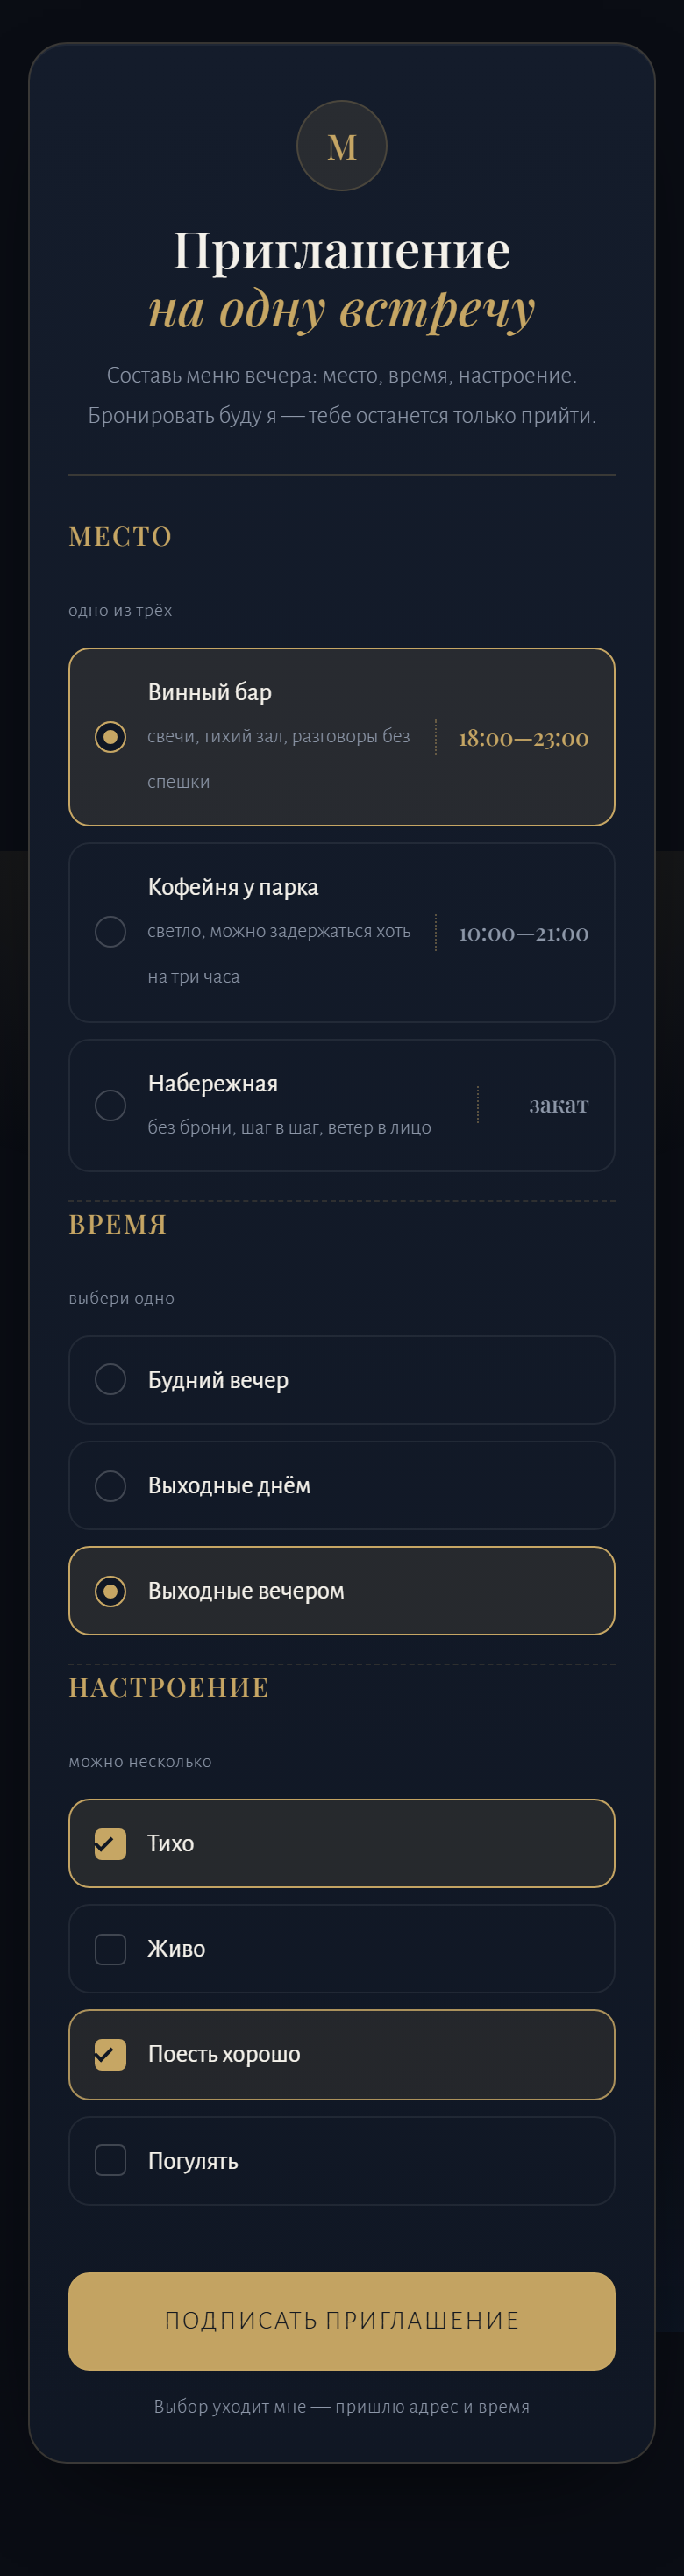 М
Приглашение
на одну встречу
Составь меню вечера: место, время, настроение.
Бронировать буду я — тебе останется только прийти.
МЕСТО
одно из трёх
Винный бар
свечи, тихий зал, разговоры без
спешки
18:00—23:00
Кофейня у парка
светло, можно задержаться хоть
на три часа
10:00—21:00
Набережная
без брони, шаг в шаг, ветер в лицо
закат
ВРЕМЯ
выбери одно
Будний вечер
Выходные днём
Выходные вечером
НАСТРОЕНИЕ
можно несколько
Тихо
Живо
Поесть хорошо
Погулять
ПОДПИСАТЬ ПРИГЛАШЕНИЕ
Выбор уходит мне — пришлю адрес и время